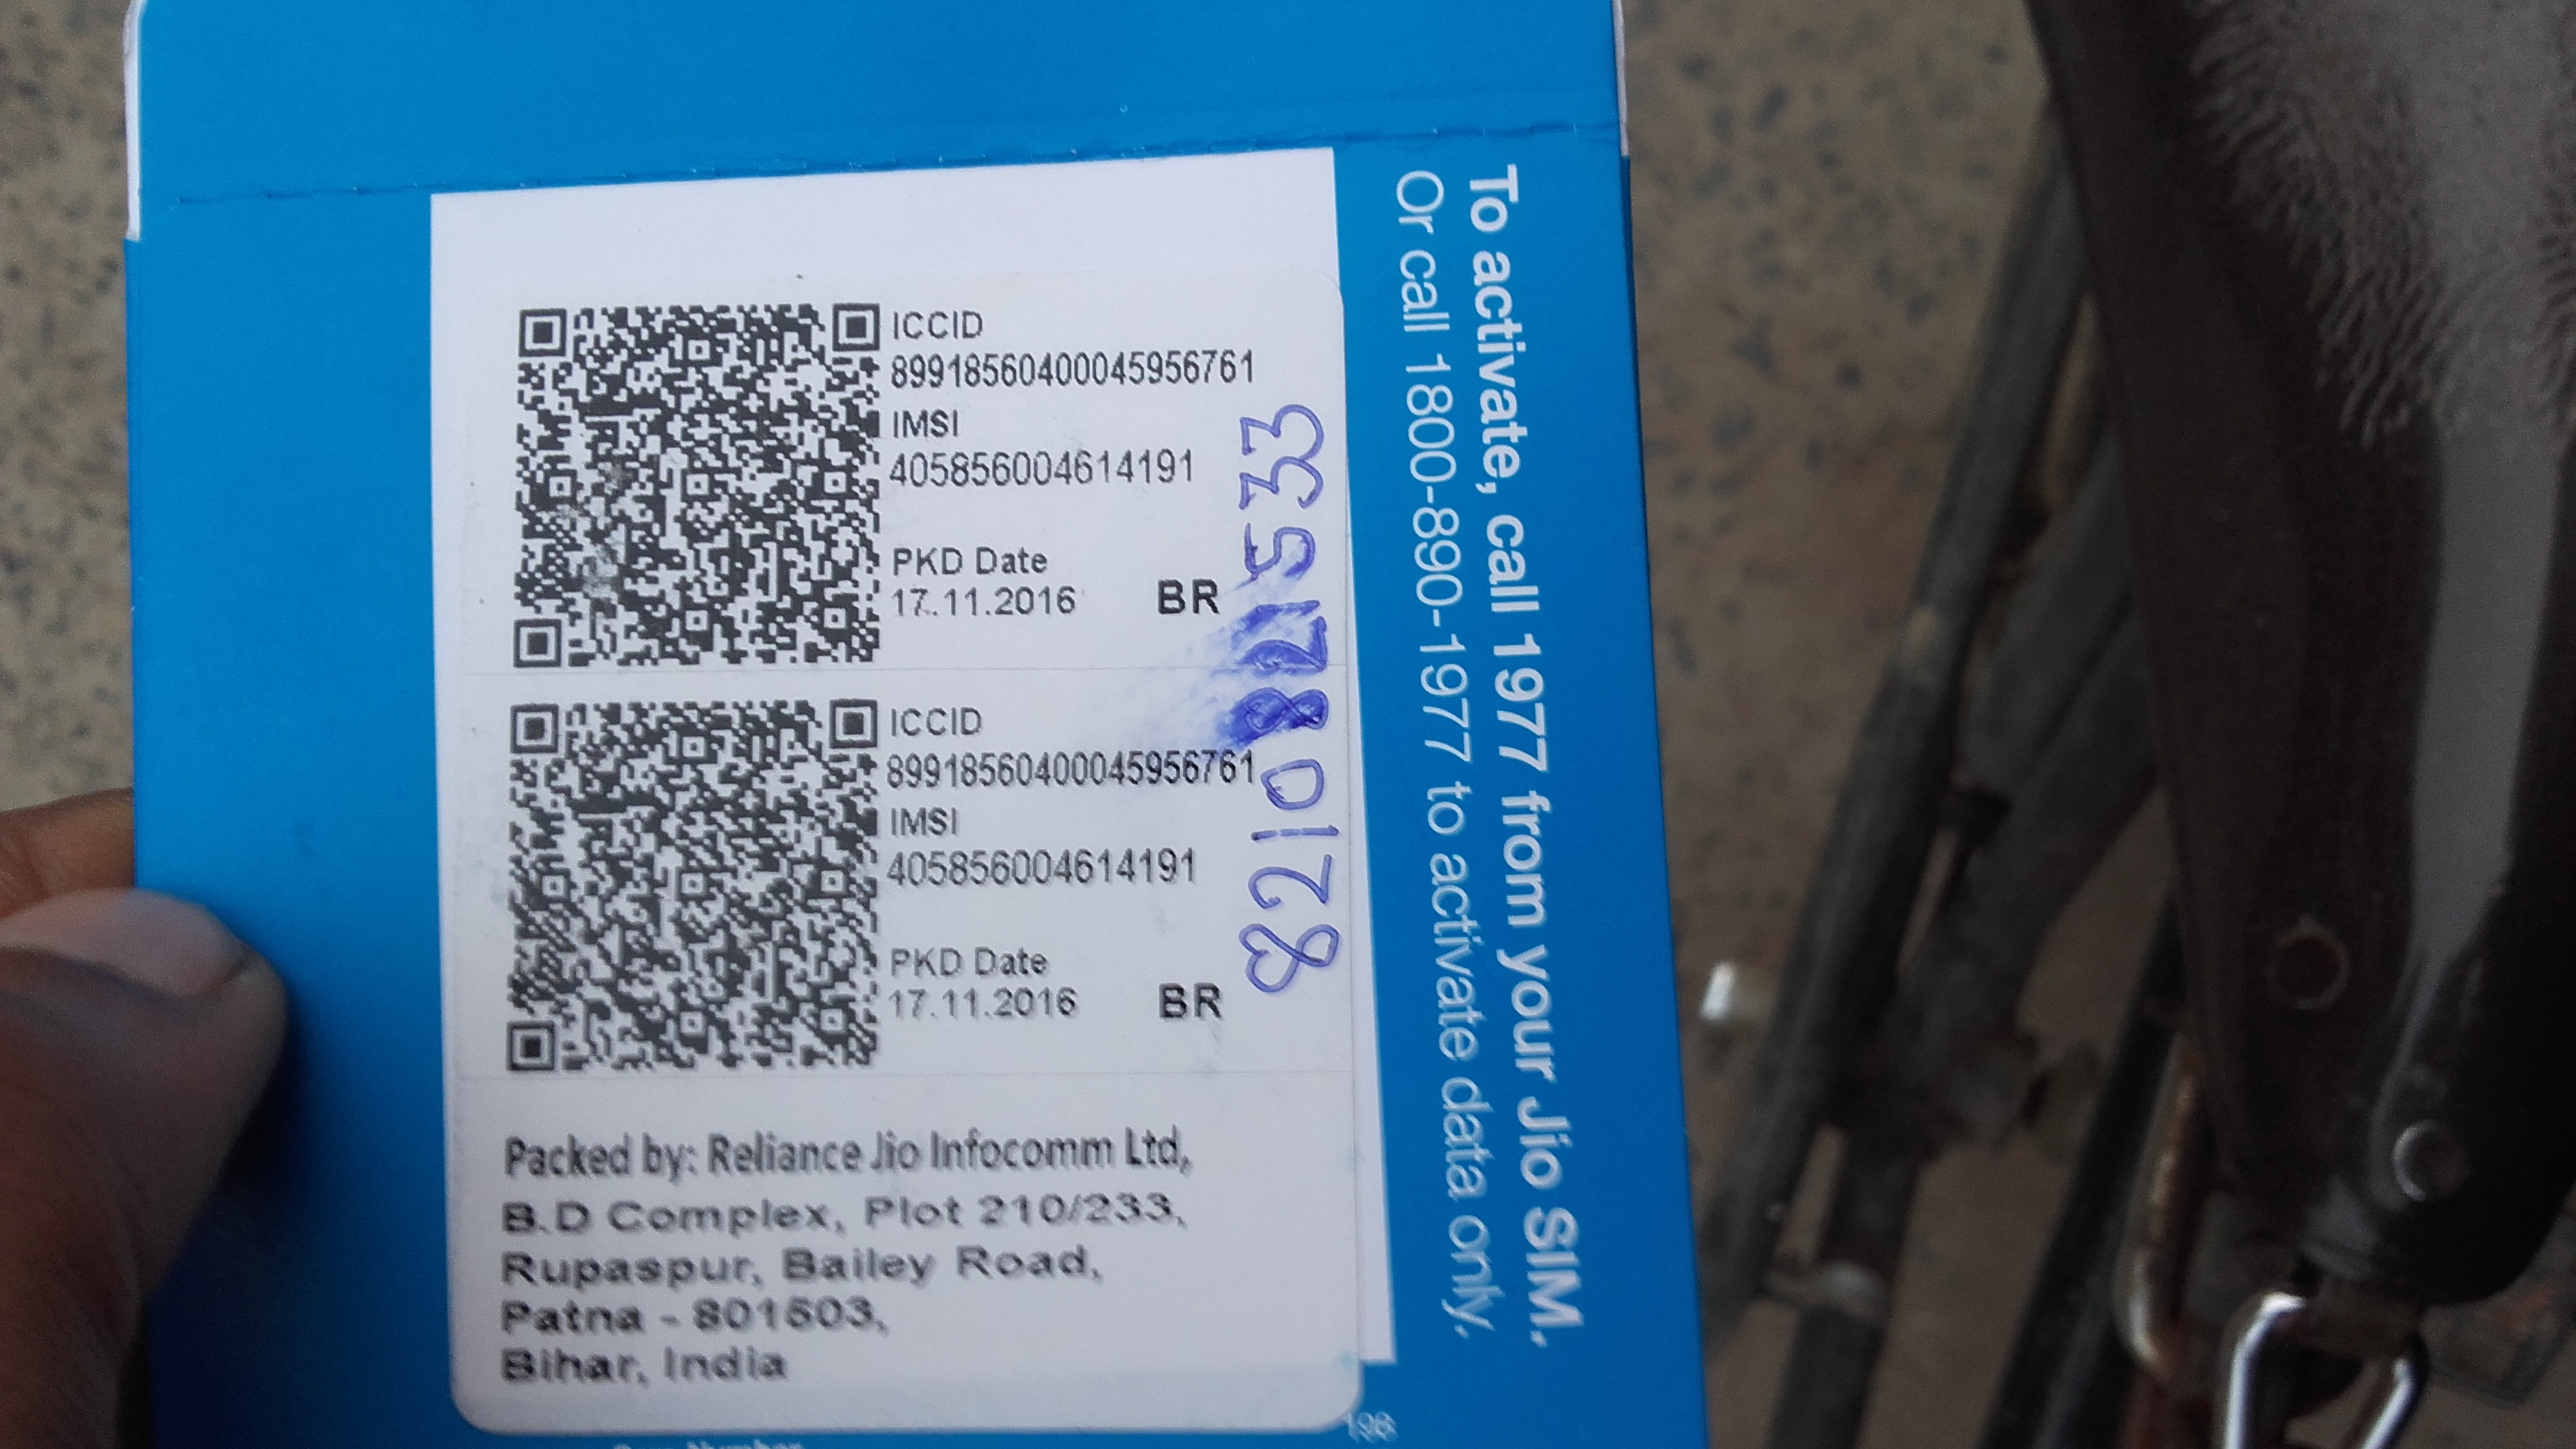 ICCID
89918560400045956761
IMSI
405856004614191
PKD Date
17.11.2016 BR
ICCID
89918560400045956761
IMSI
405856004614191
PKD Date
17.11.2016 BR
Packed by: Reliance Jio Infocomm Ltd,
B.D Complex, Plot 210/233,
Rupaspur, Bailey Road,
Patna - 801503,
Bihar, India
8210821533
To activate, call 1977 from your Jio SIM.
Or call 1800-890-1977 to activate data only.